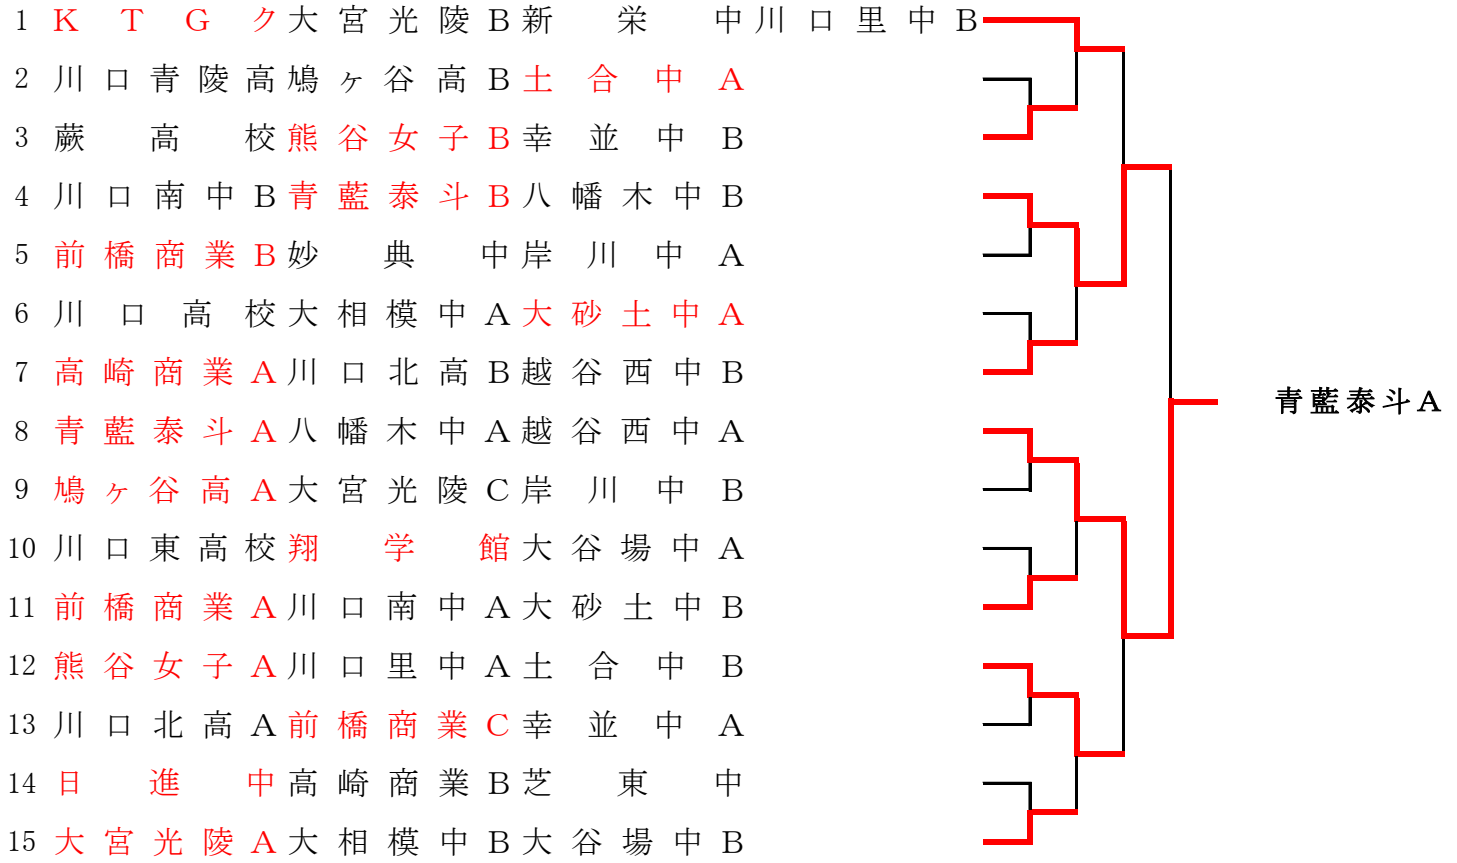 1 KTGク 大宮光陵B 新栄中 川口里中B
2 川口青陵高 鳩ヶ谷高B 土合中A
3 蕨高校 熊谷女子B 幸並中B
4 川口南中B 青藍泰斗B 八幡木中B
5 前橋商業B 妙典中 岸川中A
6 川口高校 大相模中A 大砂土中A
7 高崎商業A 川口北高B 越谷西中B
青藍泰斗A
8 青藍泰斗A 八幡木中A 越谷西中A
9 鳩ヶ谷高A 大宮光陵C 岸川中B
10 川口東高校 翔学館 大谷場中A
11 前橋商業A 川口南中A 大砂土中B
12 熊谷女子A 川口里中A 土合中B
13 川口北高A 前橋商業C 幸並中A
14 日進中 高崎商業B 芝東中
15 大宮光陵A 大相模中B 大谷場中B